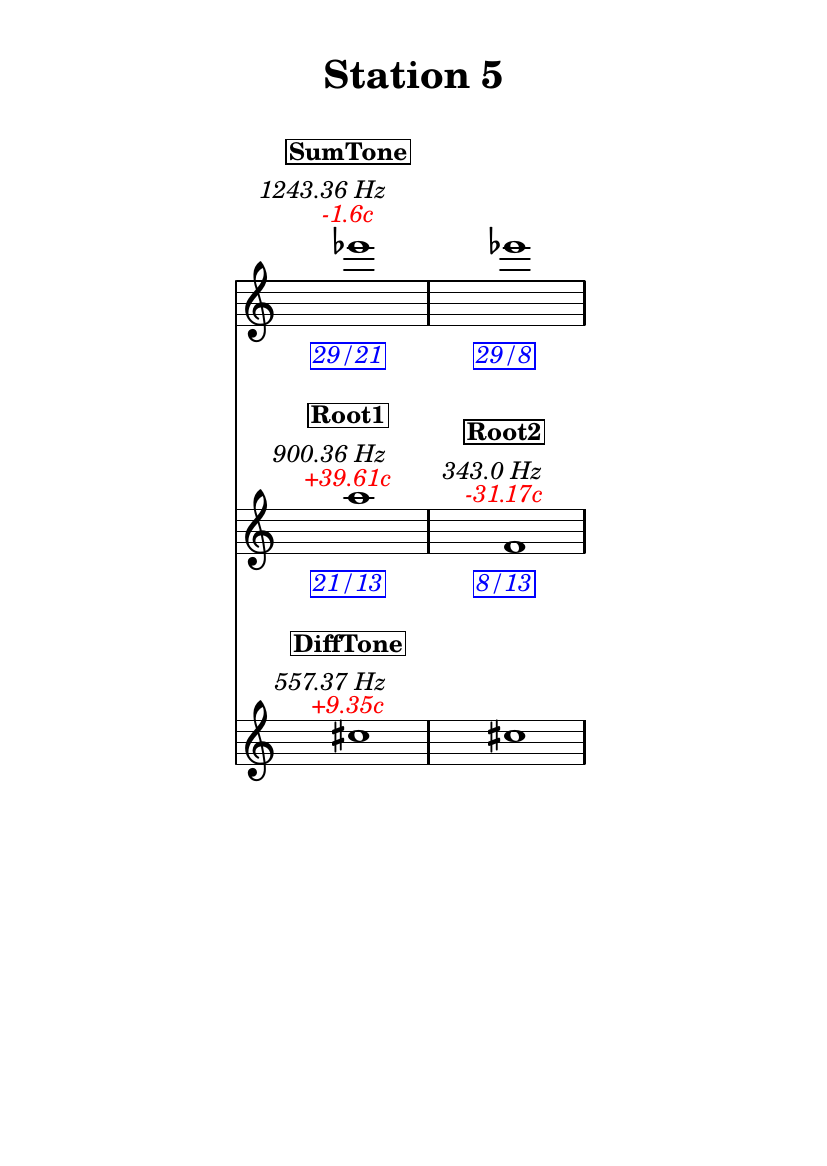 Station 5
SumTone
1243.36 Hz
-1.6c
29/21
29/8
Root1
900.36 Hz
+39.61c
Root2
343.0 Hz
-31.17c
21/13
8/13
DiffTone
557.37 Hz
+9.35c